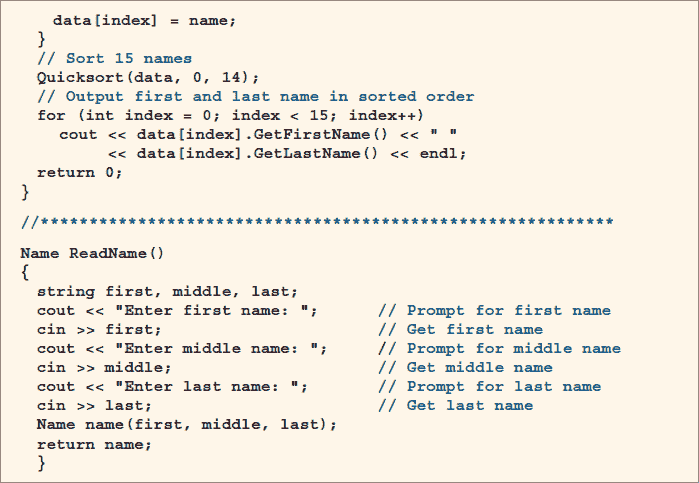 data[index] = name;
}
// Sort 15 names
Quicksort(data, 0, 14);
// Output first and last name in sorted order
for (int index = 0; index < 15; index++)
cout << data[index].GetFirstName() << " "
<< data[index].GetLastName() << endl;
return 0;
}
//***********************************************************
Name ReadName()
{
string first, middle, last;
cout << "Enter first name: "; // Prompt for first name
cin >> first; // Get first name
cout << "Enter middle name: "; // Prompt for middle name
cin >> middle; // Get middle name
cout << "Enter last name: "; // Prompt for last name
cin >> last; // Get last name
Name name(first, middle, last);
return name;
}